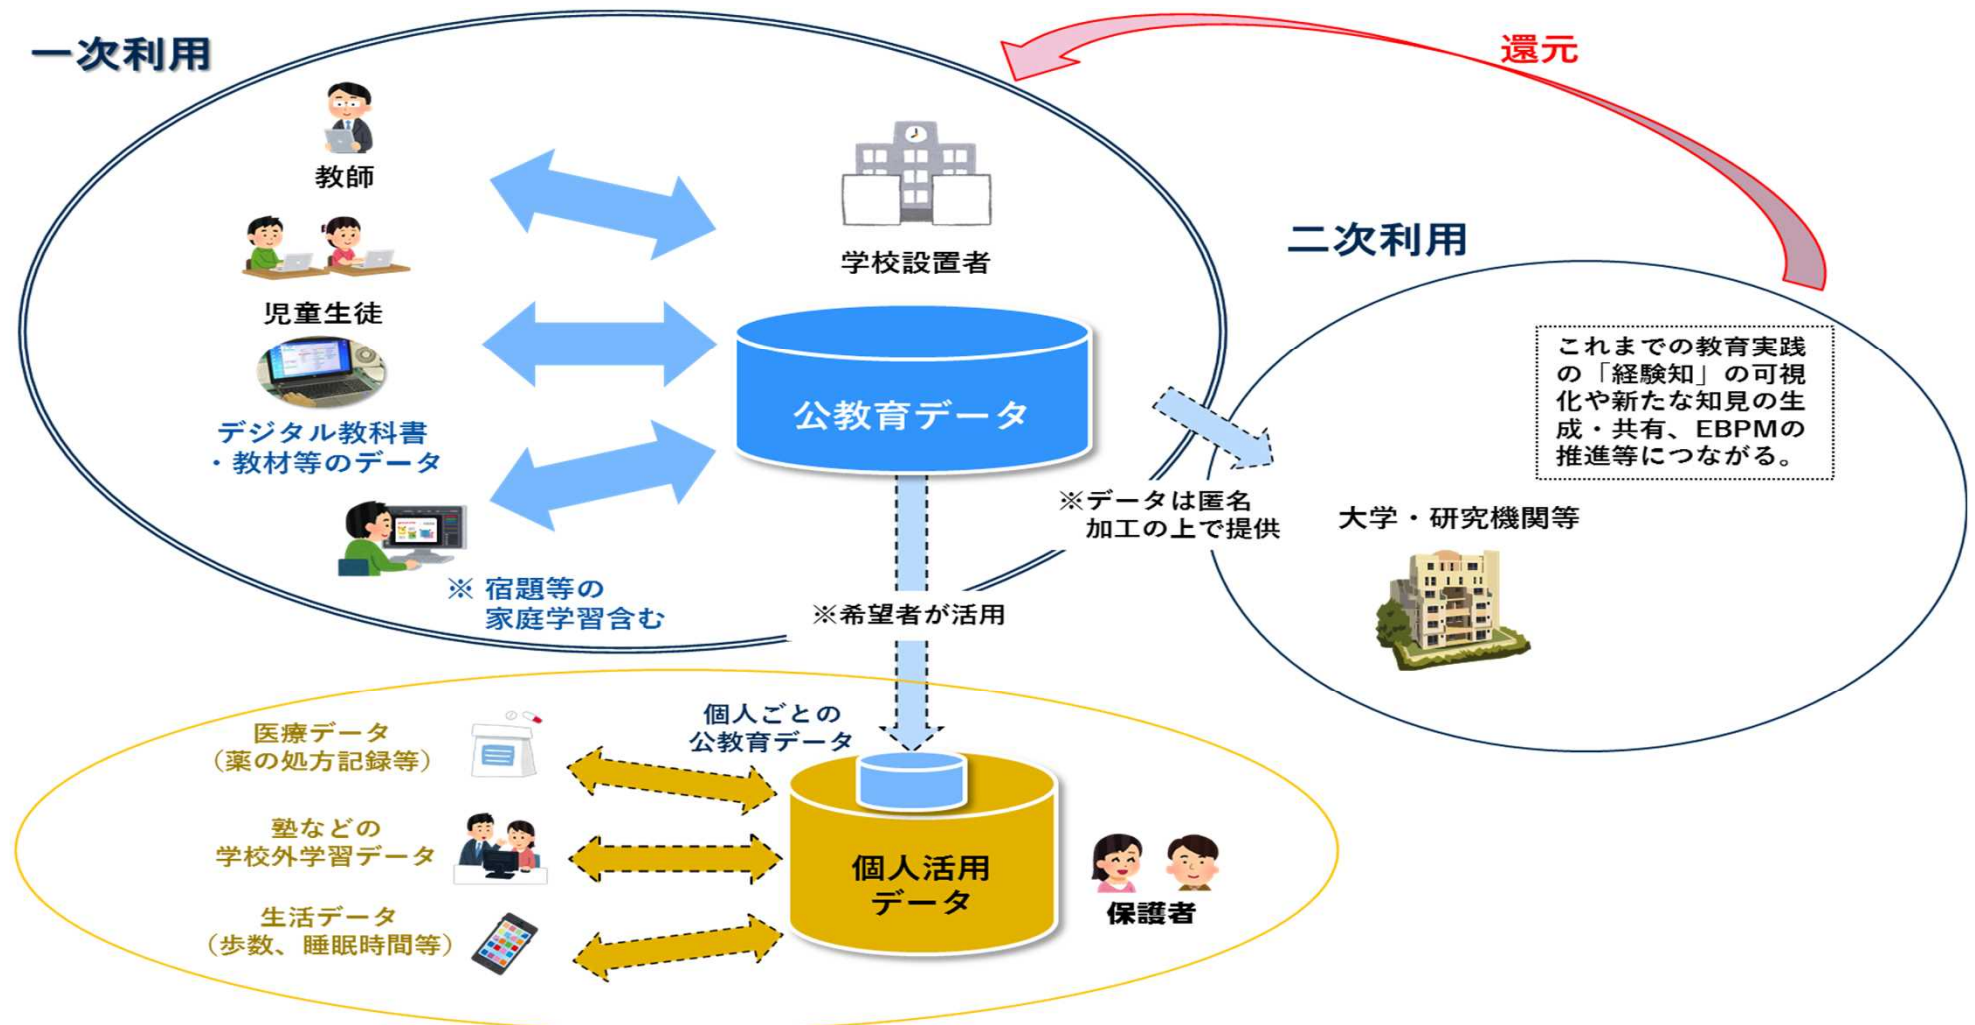 一次利用
還元
教師
学校設置者
二次利用
児童生徒
これまでの教育実践
の「経験知」の可視
化や新たな知見の生
成・共有、EBPMの
推進等につながる。
公教育データ
デジタル教科書
・教材等のデータ
※データは匿名
加工の上で提供
大学・研究機関等
※ 宿題等の
家庭学習含む
※希望者が活用
個人ごとの
公教育データ
医療データ
（薬の処方記録等）
塾などの
学校外学習データ
個人活用
データ
保護者
生活データ
（歩数、睡眠時間等）